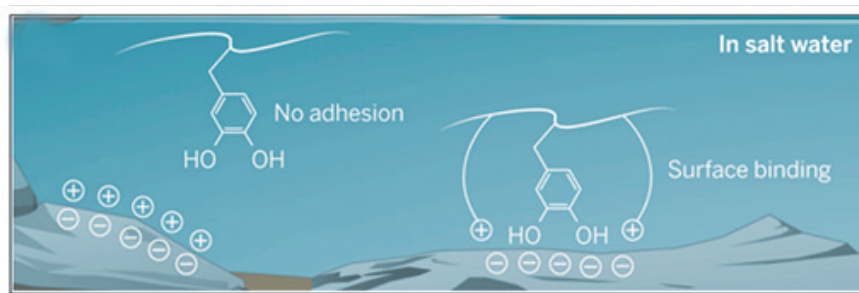 In salt water
No adhesion
HO OH
Surface binding
+ + + + +
− − − − −
+ HO OH +
− − − − −